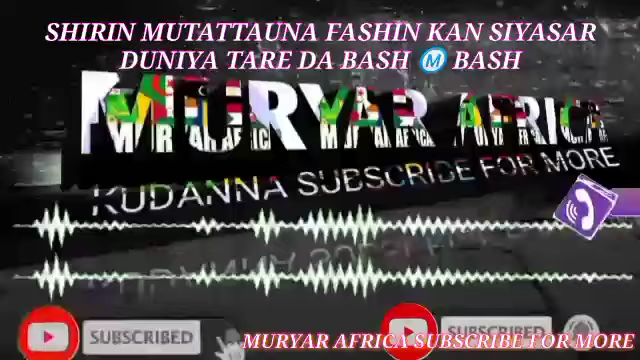 SHIRIN MUTATTAUNA FASHIN KAN SIYASAR
DUNIYA TARE DA BASH M BASH
MURYAR AFRICA
KUDANNA SUBSCRIBE FOR MORE
SUBSCRIBED
SUBSCRIBED
MURYAR AFRICA SUBSCRIBE FOR MORE